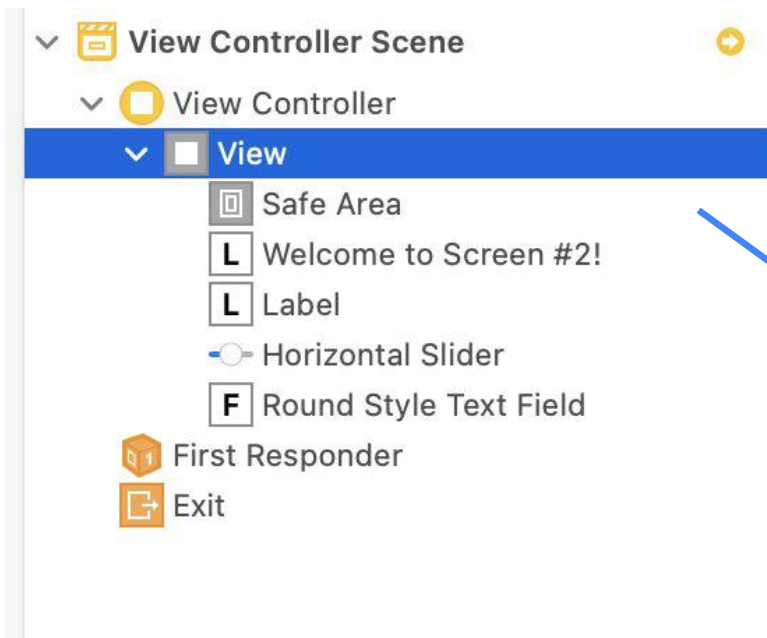 View Controller Scene
View Controller
View
Safe Area
L Welcome to Screen #2!
L Label
Horizontal Slider
F Round Style Text Field
First Responder
Exit